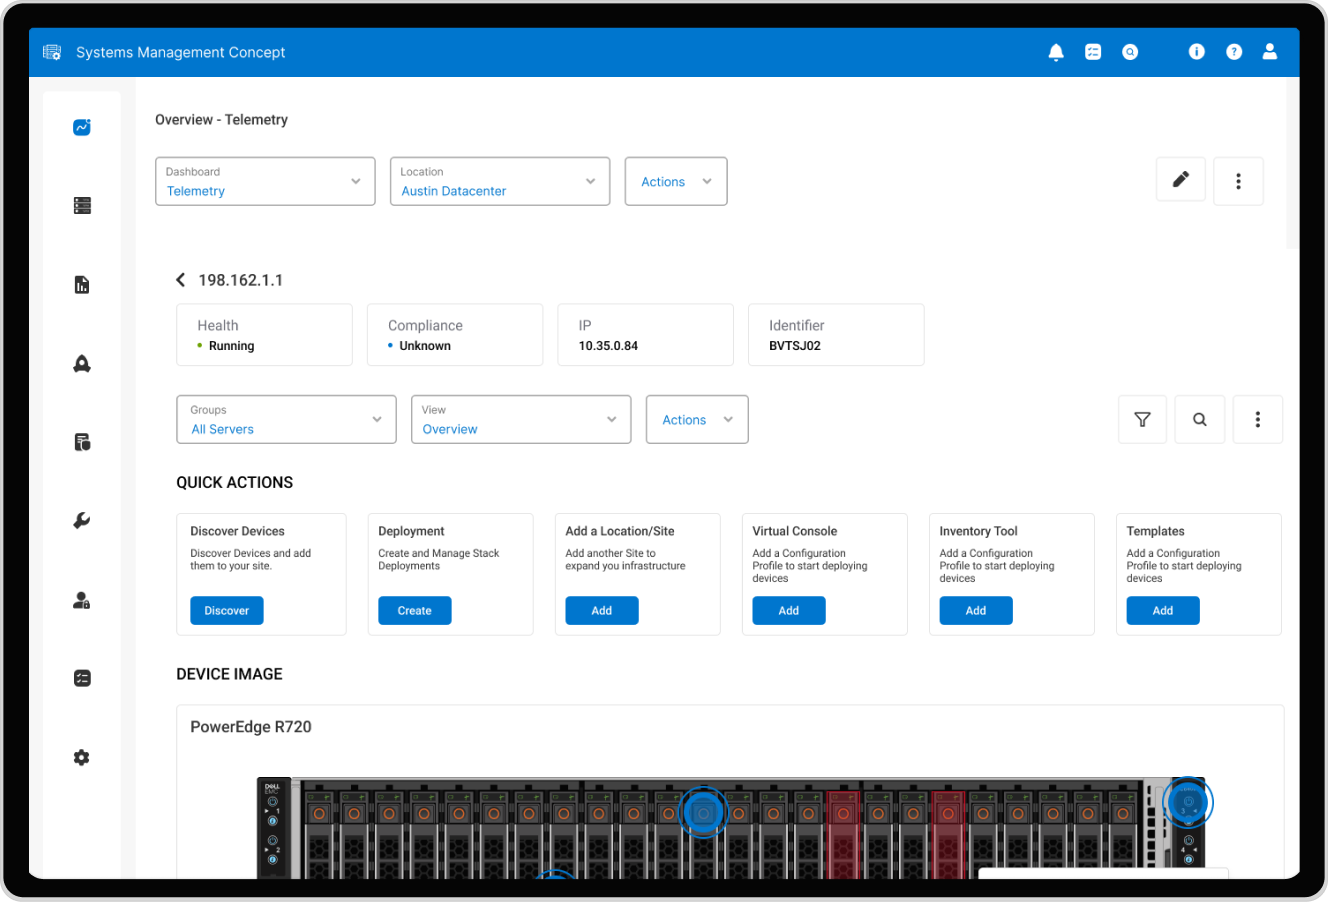 Systems Management Concept
Overview - Telemetry
Dashboard
Telemetry
Location
Austin Datacenter
Actions
198.162.1.1
Health
Running
Compliance
Unknown
IP
10.35.0.84
Identifier
BVTSJ02
Groups
All Servers
View
Overview
Actions
QUICK ACTIONS
Discover Devices
Discover Devices and add
them to your site.
Discover
Deployment
Create and Manage Stack
Deployments
Create
Add a Location/Site
Add another Site to
expand you infrastructure
Add
Virtual Console
Add a Configuration
Profile to start deploying
devices
Add
Inventory Tool
Add a Configuration
Profile to start deploying
devices
Add
Templates
Add a Configuration
Profile to start deploying
devices
Add
DEVICE IMAGE
PowerEdge R720
DELL
EMC
1
2
3
4